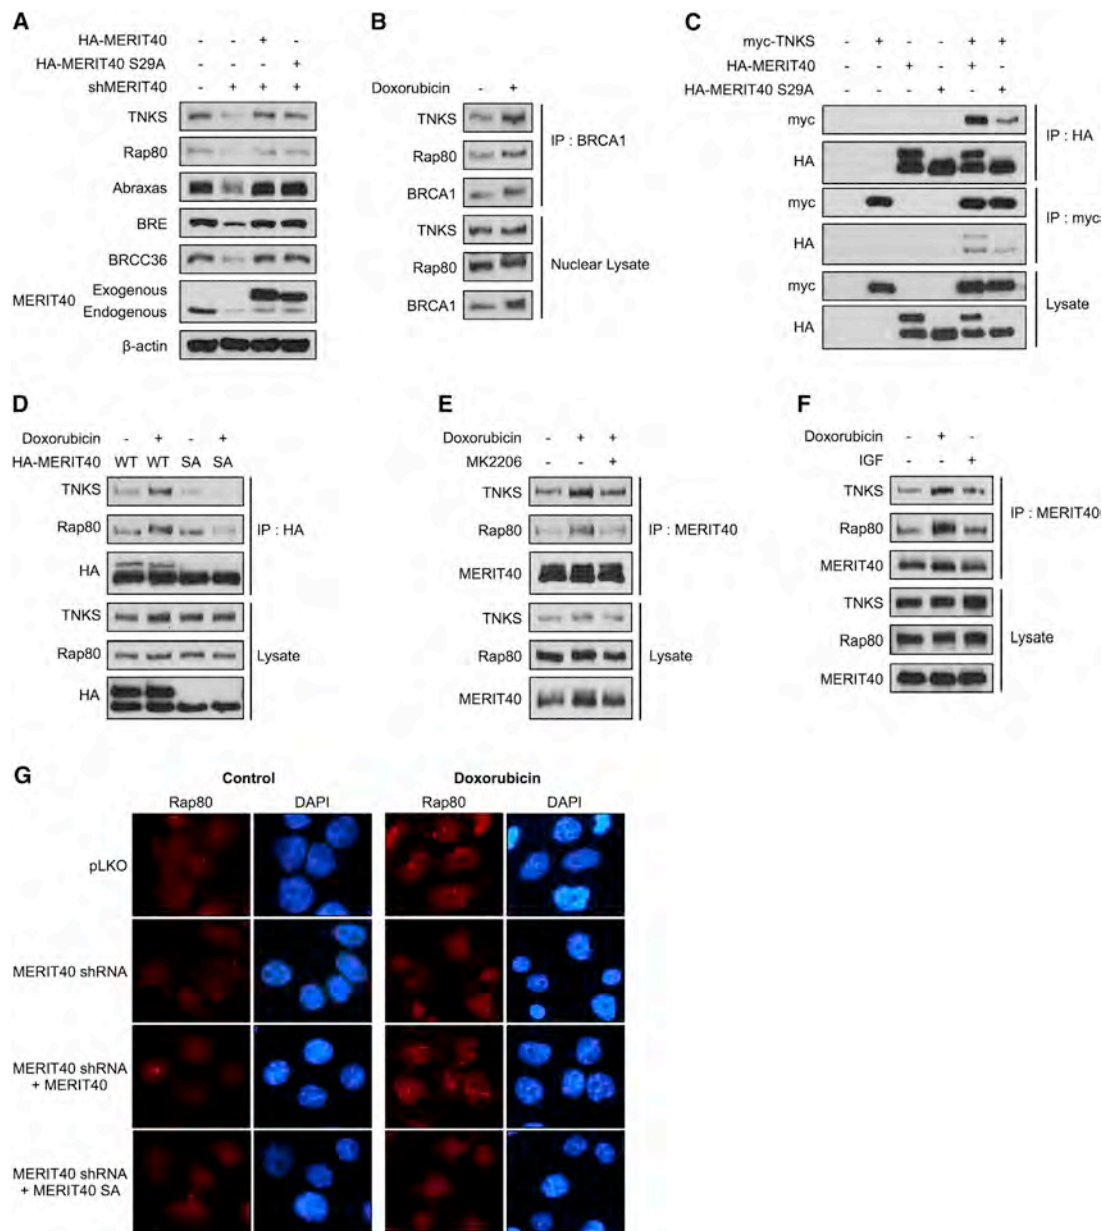 A
HA-MERIT40 - - + -
HA-MERIT40 S29A - - - +
shMERIT40 - + + +
TNKS
Rap80
Abraxas
BRE
BRCC36
MERIT40
Exogenous
Endogenous
β-actin
B
Doxorubicin - +
TNKS
Rap80
BRCA1
IP : BRCA1
TNKS
Rap80
BRCA1
Nuclear Lysate
C
myc-TNKS - + - - + +
HA-MERIT40 - - + - + -
HA-MERIT40 S29A - - - + - +
myc
HA
IP : HA
myc
HA
IP : myc
myc
HA
Lysate
D
Doxorubicin - + - +
HA-MERIT40 WT WT SA SA
TNKS
Rap80
HA
IP : HA
TNKS
Rap80
HA
Lysate
E
Doxorubicin - + +
MK2206 - - +
TNKS
Rap80
MERIT40
IP : MERIT40
TNKS
Rap80
MERIT40
Lysate
F
Doxorubicin - + -
IGF - - +
TNKS
Rap80
MERIT40
IP : MERIT40
TNKS
Rap80
MERIT40
Lysate
G
Control Doxorubicin
Rap80 DAPI Rap80 DAPI
pLKO
MERIT40 shRNA
MERIT40 shRNA
+ MERIT40
MERIT40 shRNA
+ MERIT40 SA